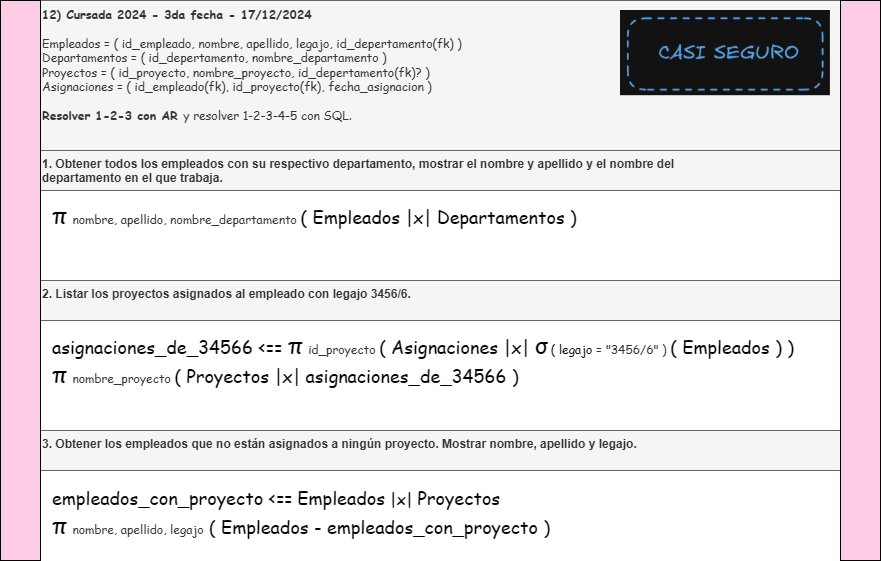 12) Cursada 2024 - 3da fecha - 17/12/2024
CASI SEGURO
Empleados = ( id_empleado, nombre, apellido, legajo, id_depertamento(fk) )
Departamentos = ( id_depertamento, nombre_departamento )
Proyectos = ( id_proyecto, nombre_proyecto, id_depertamento(fk)? )
Asignaciones = ( id_empleado(fk), id_proyecto(fk), fecha_asignacion )
Resolver 1-2-3 con AR y resolver 1-2-3-4-5 con SQL.
1. Obtener todos los empleados con su respectivo departamento, mostrar el nombre y apellido y el nombre del
departamento en el que trabaja.
π nombre, apellido, nombre_departamento ( Empleados |x| Departamentos )
2. Listar los proyectos asignados al empleado con legajo 3456/6.
asignaciones_de_34566 <== π id_proyecto ( Asignaciones |x| σ ( legajo = "3456/6" ) ( Empleados ) )
π nombre_proyecto ( Proyectos |x| asignaciones_de_34566 )
3. Obtener los empleados que no están asignados a ningún proyecto. Mostrar nombre, apellido y legajo.
empleados_con_proyecto <== Empleados |x| Proyectos
π nombre, apellido, legajo ( Empleados - empleados_con_proyecto )